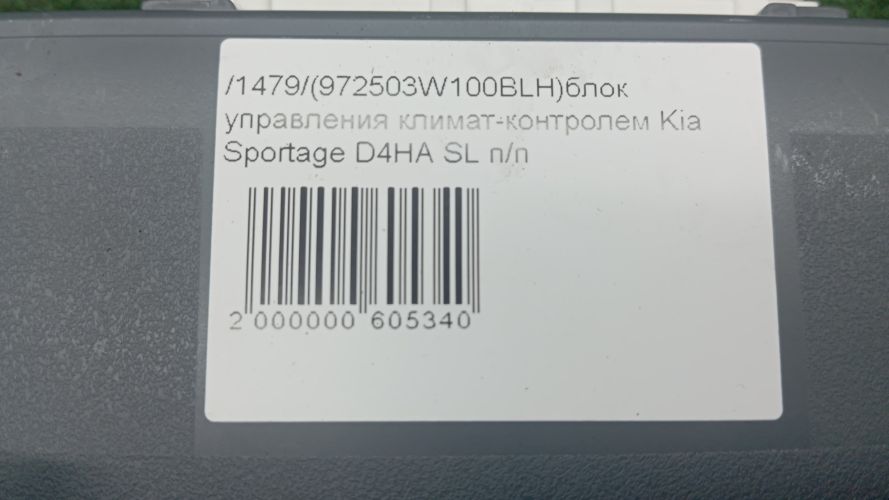 /1479/(972503W100BLH)блок
управления климат-контролем Kia
Sportage D4HA SL п/п
2 000000 605340